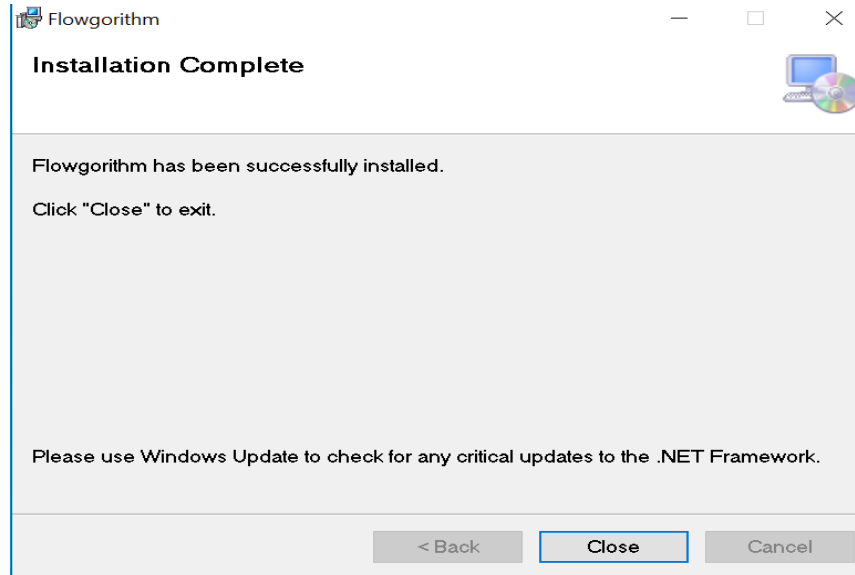 Flowgorithm
Installation Complete
Flowgorithm has been successfully installed.
Click "Close" to exit.
Please use Windows Update to check for any critical updates to the .NET Framework.
< Back Close Cancel